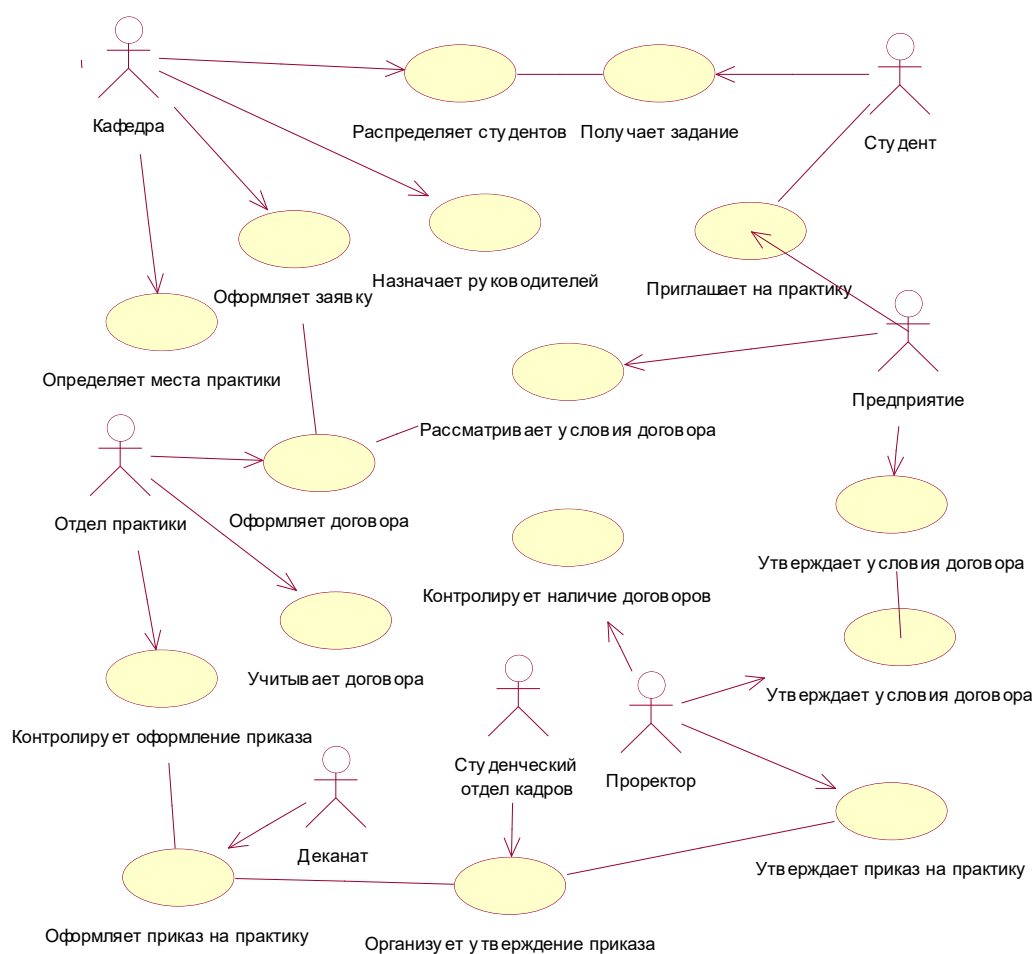 Кафедра
Распределяет студентов
Получает задание
Студент
Оформляет заявку
Назначает руководителей
Приглашает на практику
Определяет места практики
Рассматривает условия договора
Предприятие
Отдел практики
Оформляет договора
Контролирует наличие договоров
Утверждает условия договора
Учитывает договора
Утверждает условия договора
Контролирует оформление приказа
Студенческий
отдел кадров
Проректор
Деканат
Утверждает приказ на практику
Оформляет приказ на практику
Организует утверждение приказа